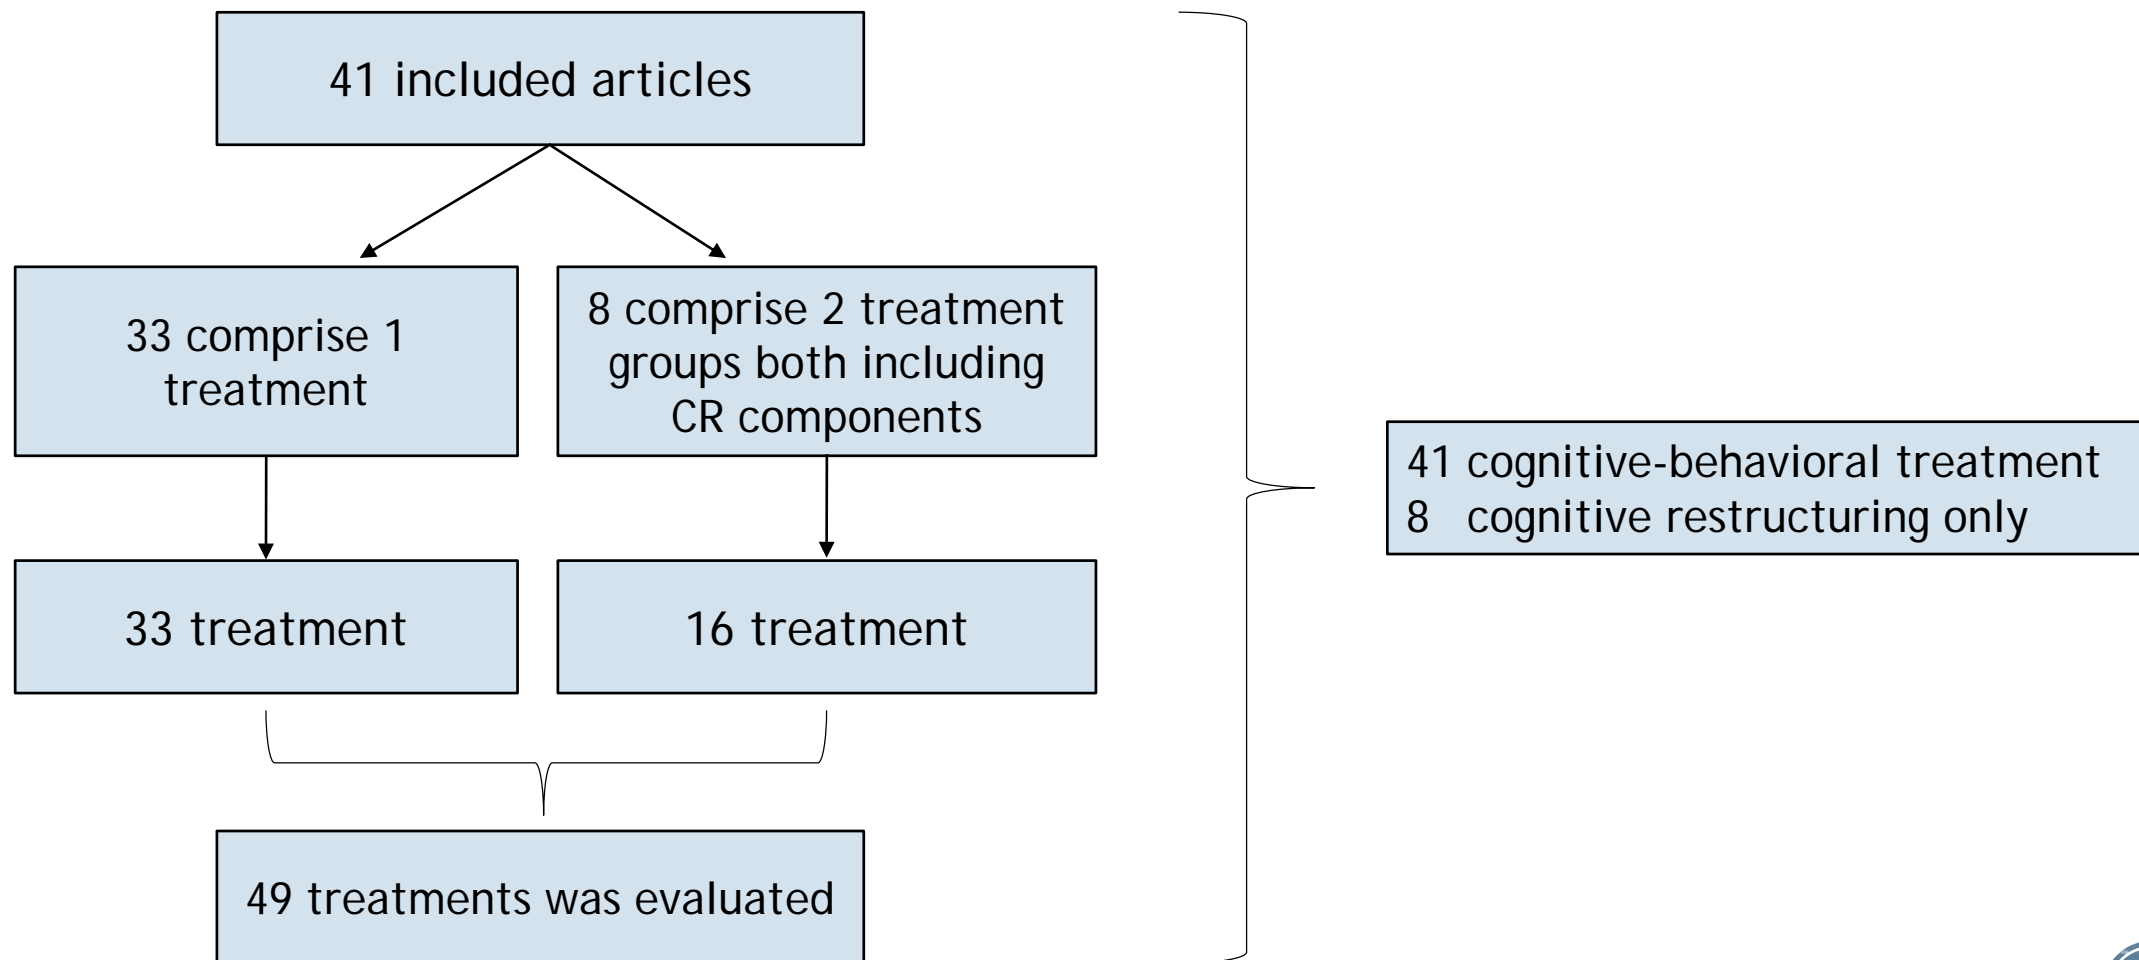 41 included articles
33 comprise 1
treatment
8 comprise 2 treatment
groups both including
CR components
33 treatment
16 treatment
49 treatments was evaluated
41 cognitive-behavioral treatment
8 cognitive restructuring only